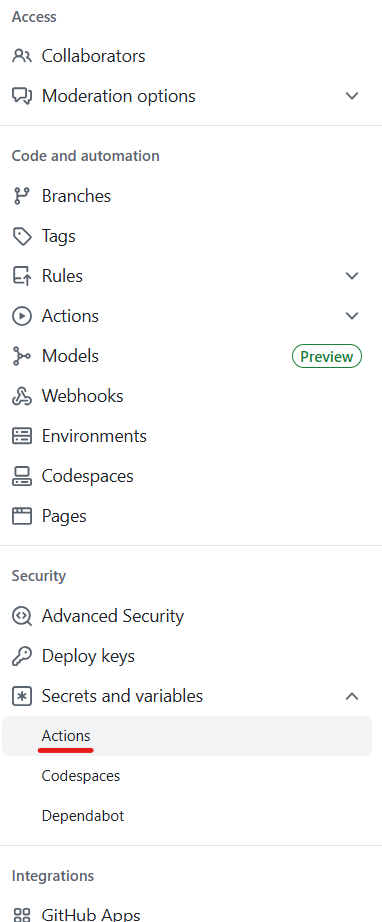 Access
Collaborators
Moderation options
Code and automation
Branches
Tags
Rules
Actions
Models Preview
Webhooks
Environments
Codespaces
Pages
Security
Advanced Security
Deploy keys
Secrets and variables
Actions
Codespaces
Dependabot
Integrations
GitHub Apps